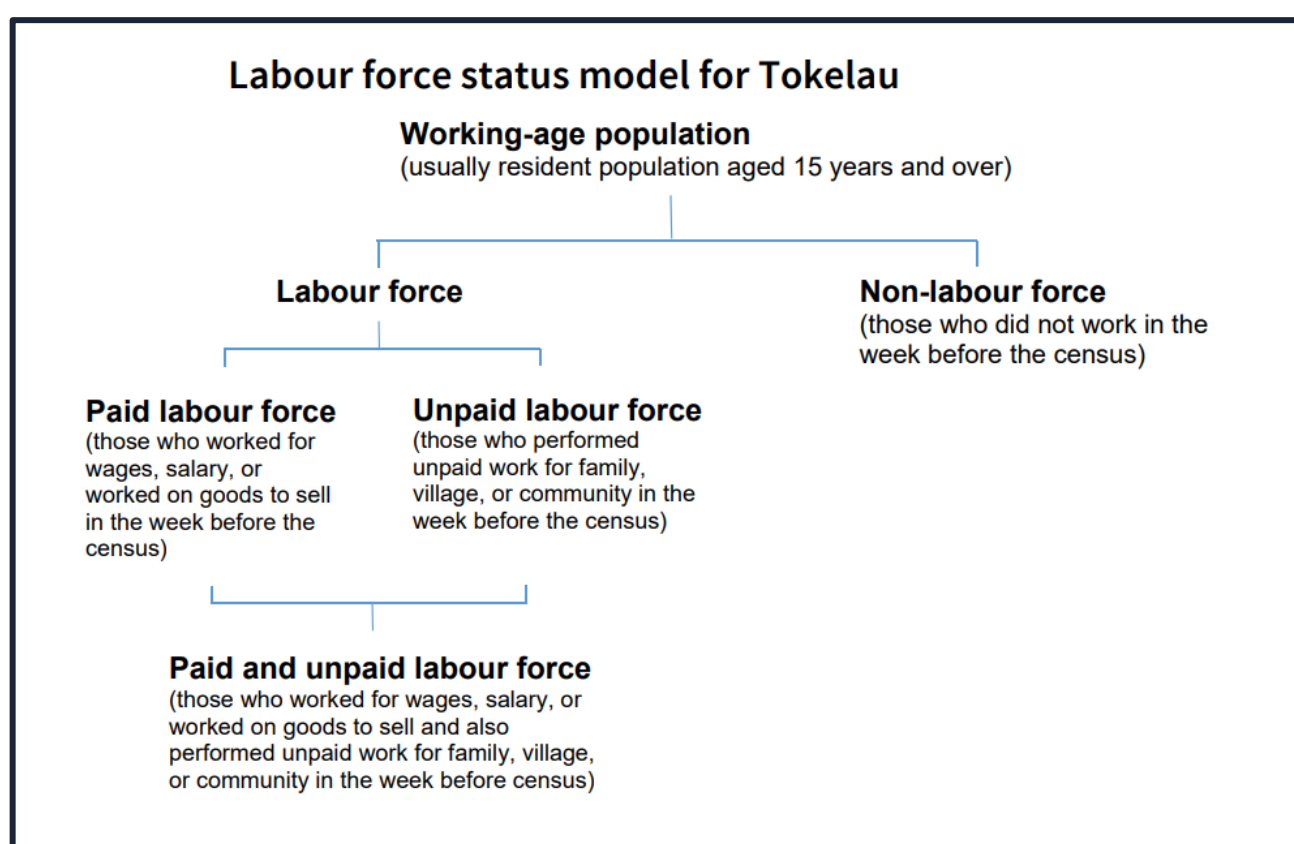 Labour force status model for Tokelau
Working-age population
(usually resident population aged 15 years and over)
Labour force
Non-labour force
(those who did not work in the
week before the census)
Paid labour force
(those who worked for
wages, salary, or
worked on goods to sell
in the week before the
census)
Unpaid labour force
(those who performed
unpaid work for family,
village, or community in the
week before the census)
Paid and unpaid labour force
(those who worked for wages, salary, or
worked on goods to sell and also
performed unpaid work for family, village,
or community in the week before census)